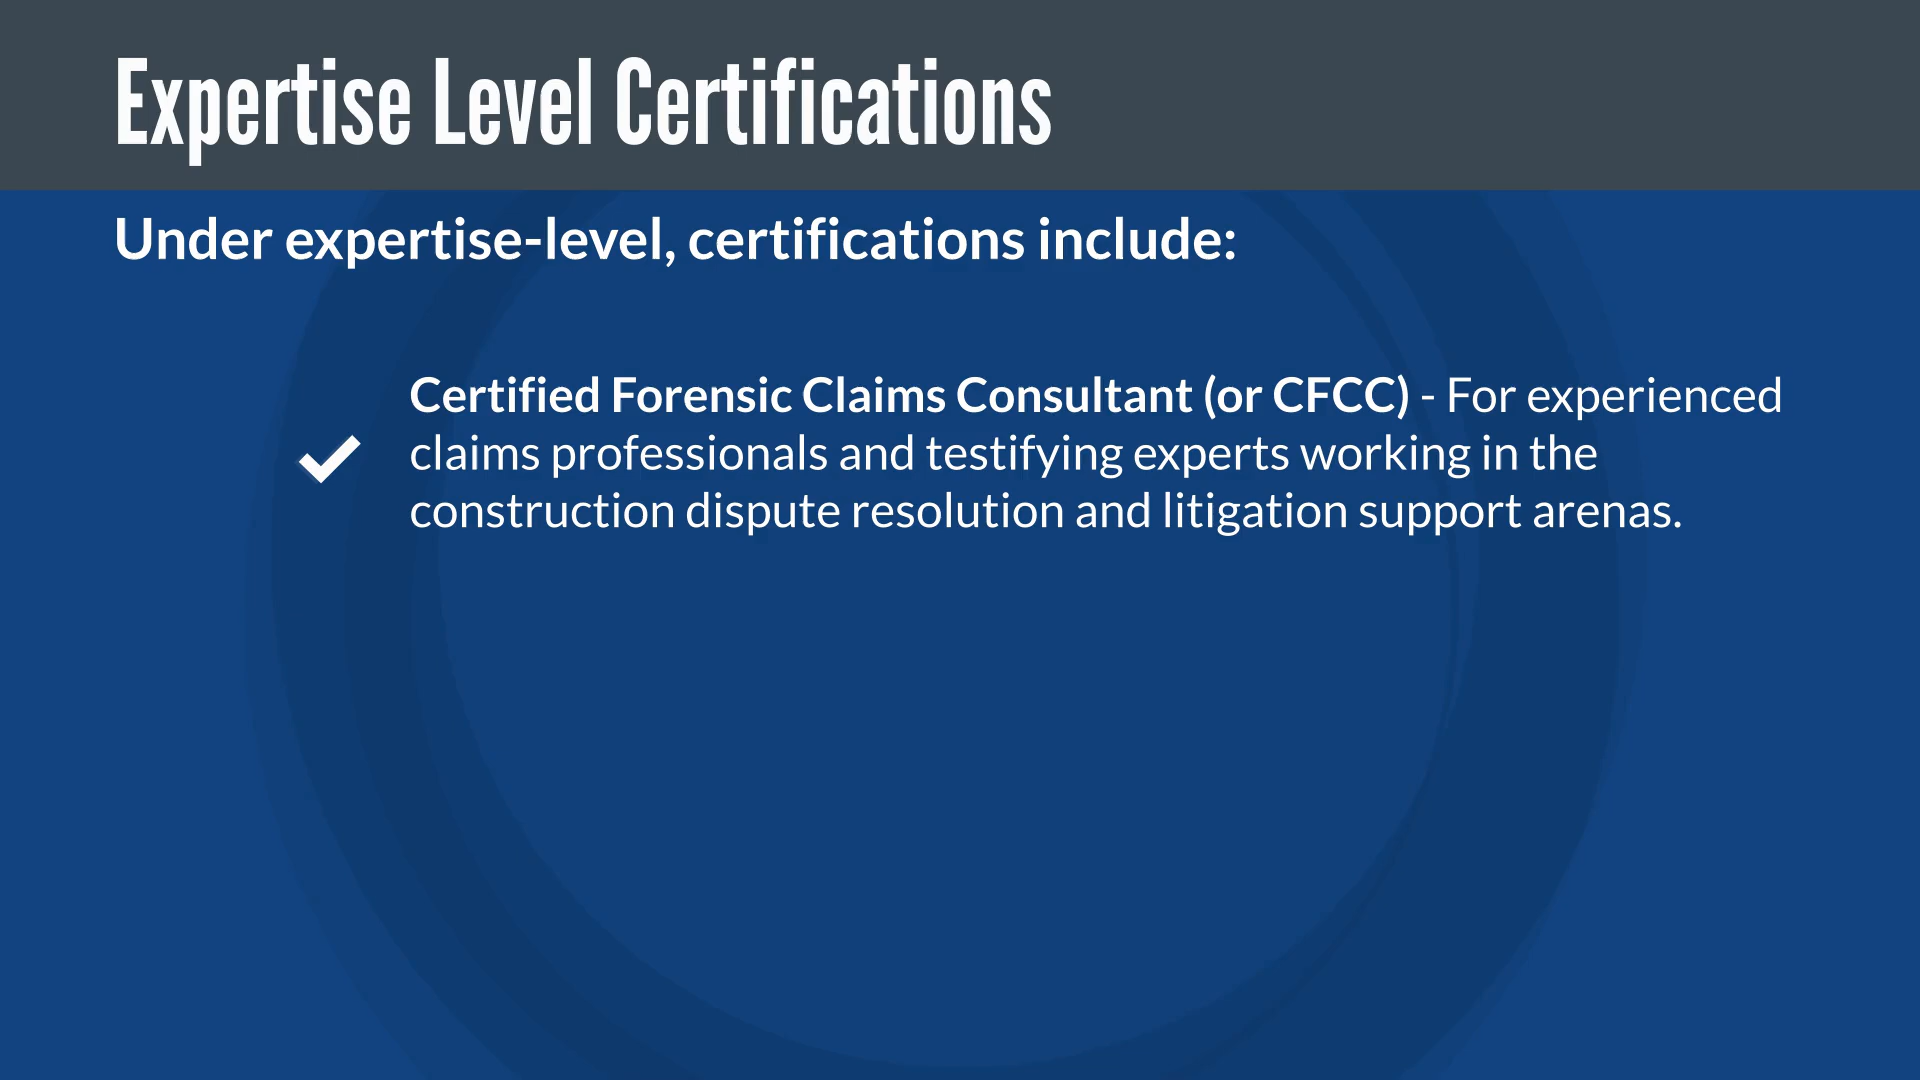 Expertise Level Certifications
Under expertise-level, certifications include:
Certified Forensic Claims Consultant (or CFCC) - For experienced
claims professionals and testifying experts working in the
construction dispute resolution and litigation support arenas.